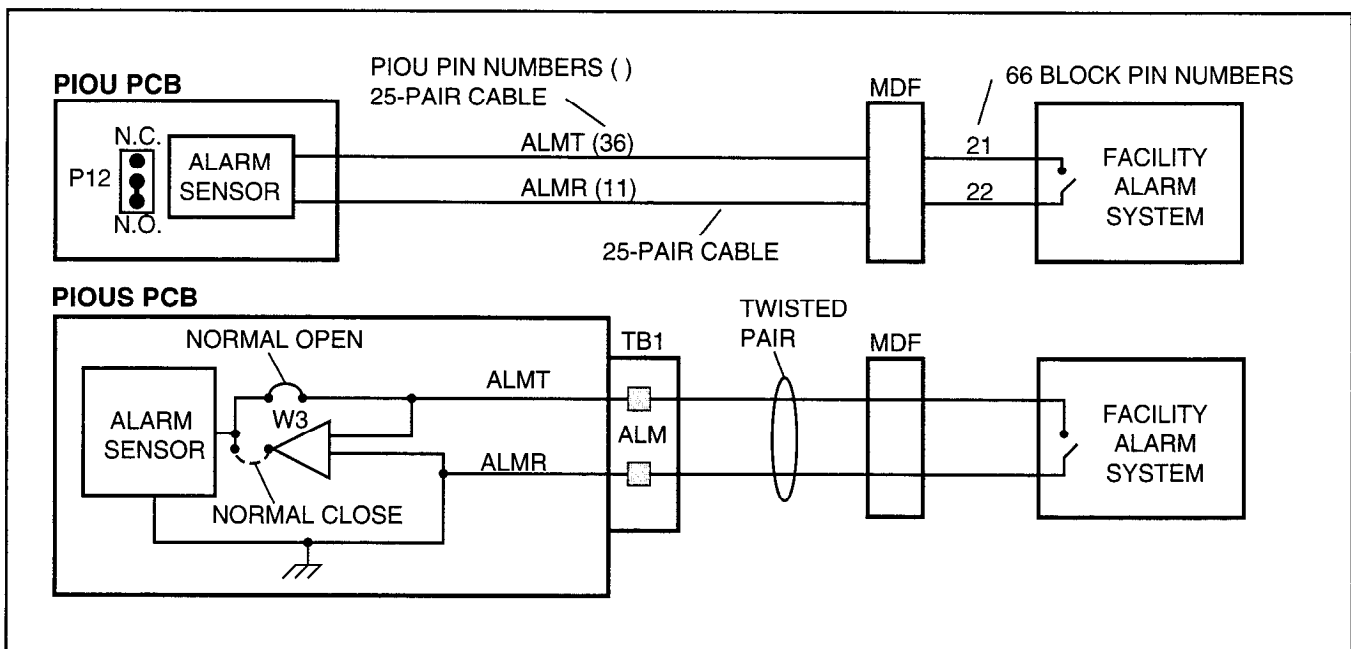 PIOU PCB
PIOU PIN NUMBERS ( )
25-PAIR CABLE
MDF
66 BLOCK PIN NUMBERS
N.C.
P12
N.O.
ALARM
SENSOR
ALMT (36)
ALMR (11)
25-PAIR CABLE
21
22
FACILITY
ALARM
SYSTEM
PIOUS PCB
NORMAL OPEN
ALARM
SENSOR
W3
NORMAL CLOSE
ALMT
ALMR
TB1
ALM
TWISTED
PAIR
MDF
FACILITY
ALARM
SYSTEM